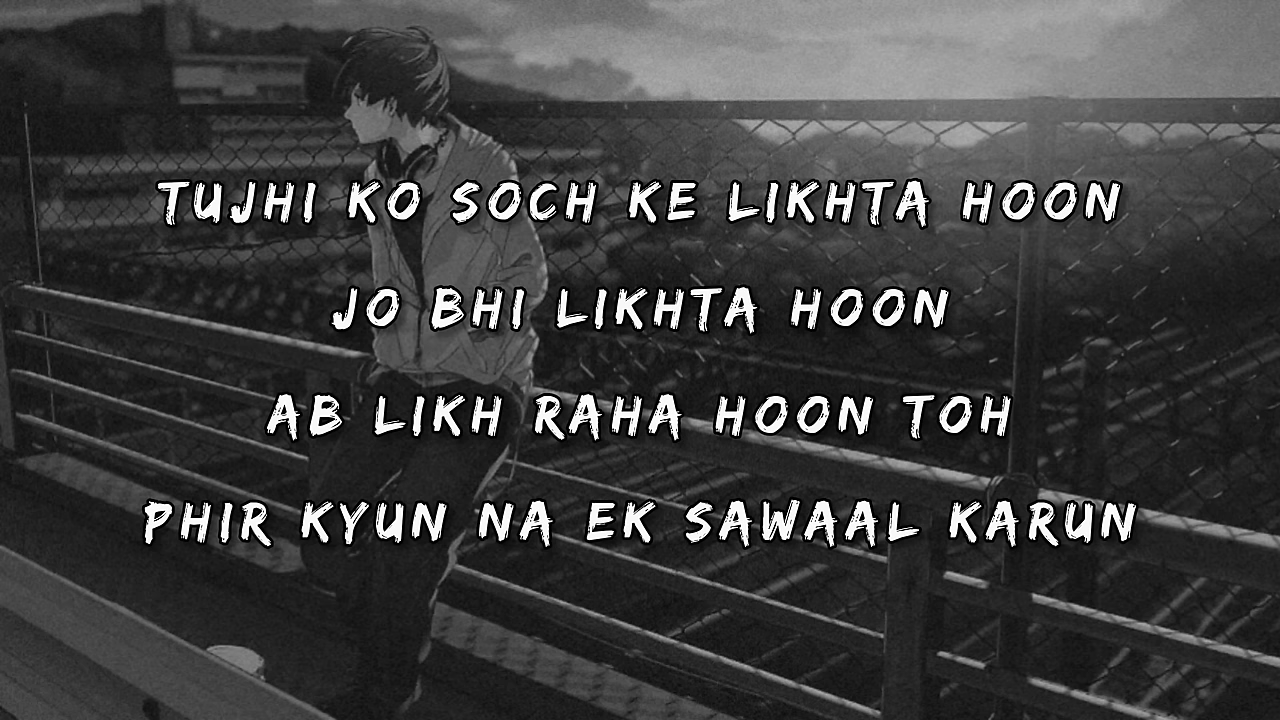 TUJHI KO SOCH KE LIKHTA HOON
JO BHI LIKHTA HOON
AB LIKH RAHA HOON TOH
PHIR KYUN NA EK SAWAAL KARUN